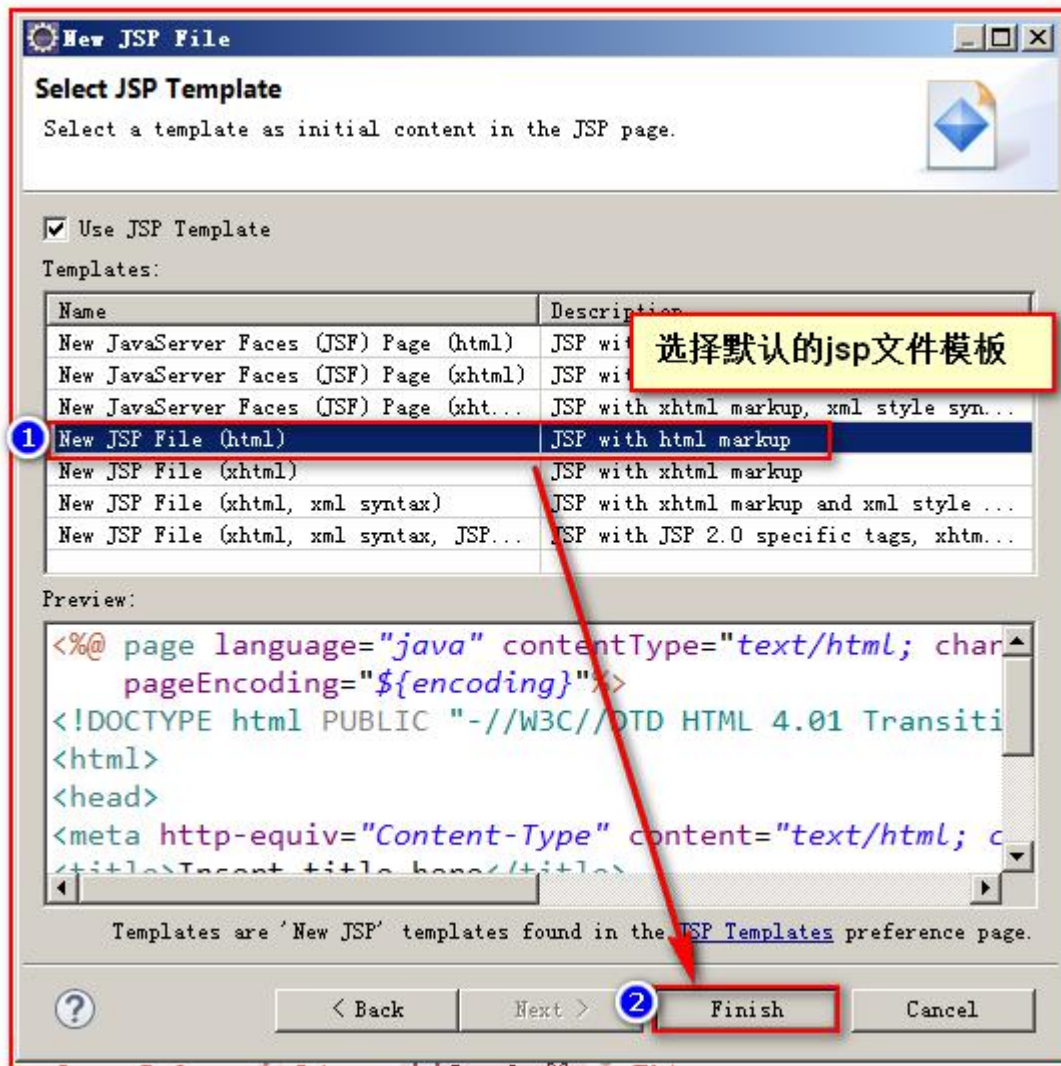 New JSP File
Select JSP Template
Select a template as initial content in the JSP page.
Use JSP Template
Templates:
Name Description
选择默认的jsp文件模板
New JavaServer Faces (JSF) Page (html) JSP wit
New JavaServer Faces (JSF) Page (xhtml) JSP wit
New JavaServer Faces (JSF) Page (xht... JSP with xhtml markup, xml style syn...
1 New JSP File (html) JSP with html markup
New JSP File (xhtml) JSP with xhtml markup
New JSP File (xhtml, xml syntax) JSP with xhtml markup and xml style ...
New JSP File (xhtml, xml syntax, JSP... JSP with JSP 2.0 specific tags, xhtm...
Preview:
<%@ page language="java" contentType="text/html; char
pageEncoding="${encoding}"%>
<!DOCTYPE html PUBLIC "-//W3C//DTD HTML 4.01 Transiti
<html>
<head>
<meta http-equiv="Content-Type" content="text/html; c
<title>Insert title here</title>
Templates are 'New JSP' templates found in the JSP Templates preference page.
? < Back Next > 2 Finish Cancel